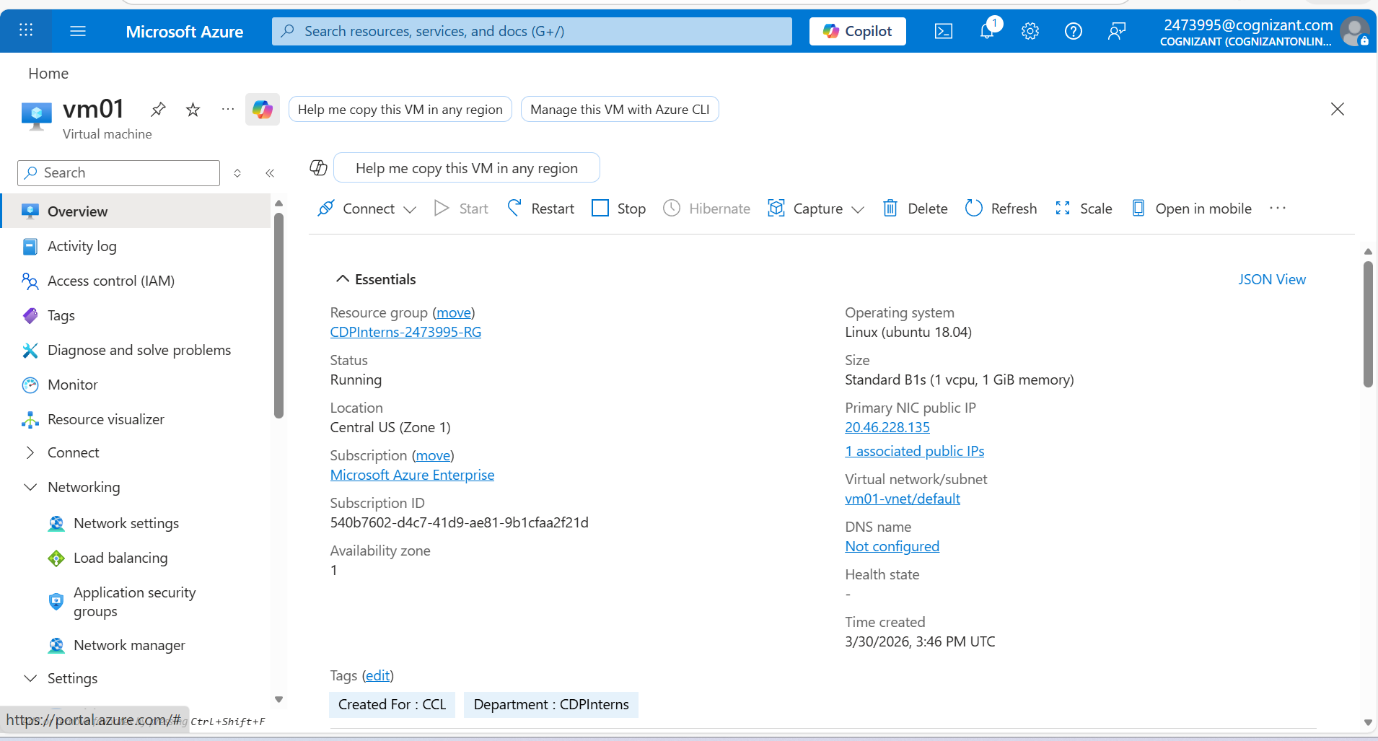 Microsoft Azure
Search resources, services, and docs (G+/)
Copilot
1
2473995@cognizant.com
COGNIZANT (COGNIZANTONLIN...
Home
vm01
Virtual machine
Help me copy this VM in any region
Manage this VM with Azure CLI
Search
Help me copy this VM in any region
Connect
Start
Restart
Stop
Hibernate
Capture
Delete
Refresh
Scale
Open in mobile
Overview
Activity log
Access control (IAM)
Tags
Diagnose and solve problems
Monitor
Resource visualizer
Connect
Networking
Network settings
Load balancing
Application security
groups
Network manager
Settings
Essentials
JSON View
Resource group (move)
CDPInterns-2473995-RG
Status
Running
Location
Central US (Zone 1)
Subscription (move)
Microsoft Azure Enterprise
Subscription ID
540b7602-d4c7-41d9-ae81-9b1cfaa2f21d
Availability zone
1
Operating system
Linux (ubuntu 18.04)
Size
Standard B1s (1 vcpu, 1 GiB memory)
Primary NIC public IP
20.46.228.135
1 associated public IPs
Virtual network/subnet
vm01-vnet/default
DNS name
Not configured
Health state
-
Time created
3/30/2026, 3:46 PM UTC
Tags (edit)
Created For : CCL
Department : CDPInterns
https://portal.azure.com/#
Ctrl+Shift+F